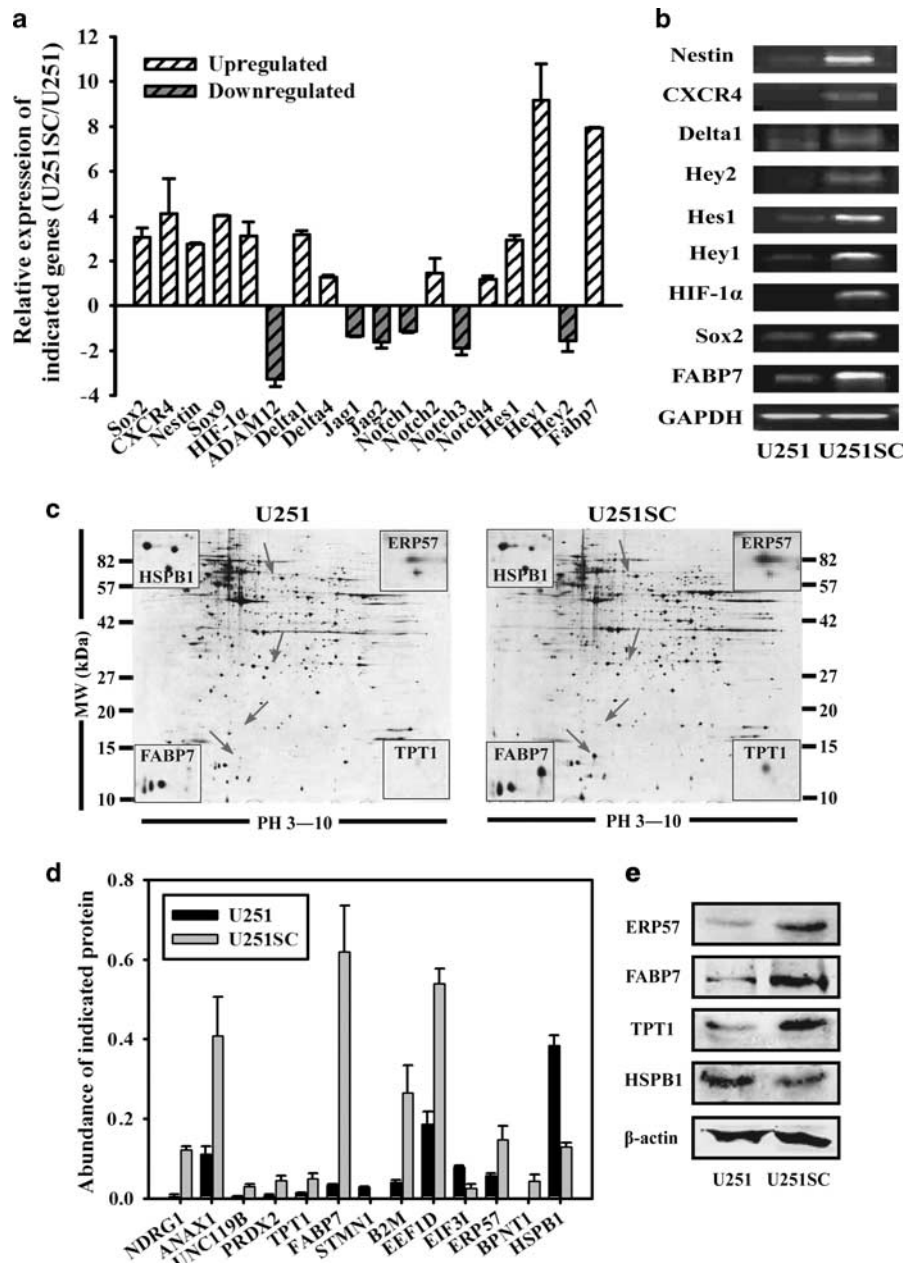 a
Relative expresseion of
indicated genes (U251SC/U251)
12
10
8
6
4
2
0
-2
-4
Upregulated
Downregulated
Sox2
CXCR4
Nestin
Sox9
HIF-1α
ADAM12
Delta1
Delta4
Jag1
Jag2
Notch1
Notch2
Notch3
Notch4
Hes1
Hey1
Hey2
Fabp7
b
Nestin
CXCR4
Delta1
Hey2
Hes1
Hey1
HIF-1α
Sox2
FABP7
GAPDH
U251 U251SC
c
U251
U251SC
MW (kDa)
82
57
42
27
20
15
10
HSPB1
ERP57
FABP7
TPT1
PH 3—10
HSPB1
ERP57
FABP7
TPT1
PH 3—10
82
57
42
27
20
15
10
d
Abundance of indicated protein
0.8
0.6
0.4
0.2
0.0
U251
U251SC
NDRG1
ANAX1
UNC119B
PRDX2
TPT1
FABP7
STMN1
B2M
EEF1D
EIF3I
ERP57
BPNT1
HSPB1
e
ERP57
FABP7
TPT1
HSPB1
β-actin
U251 U251SC